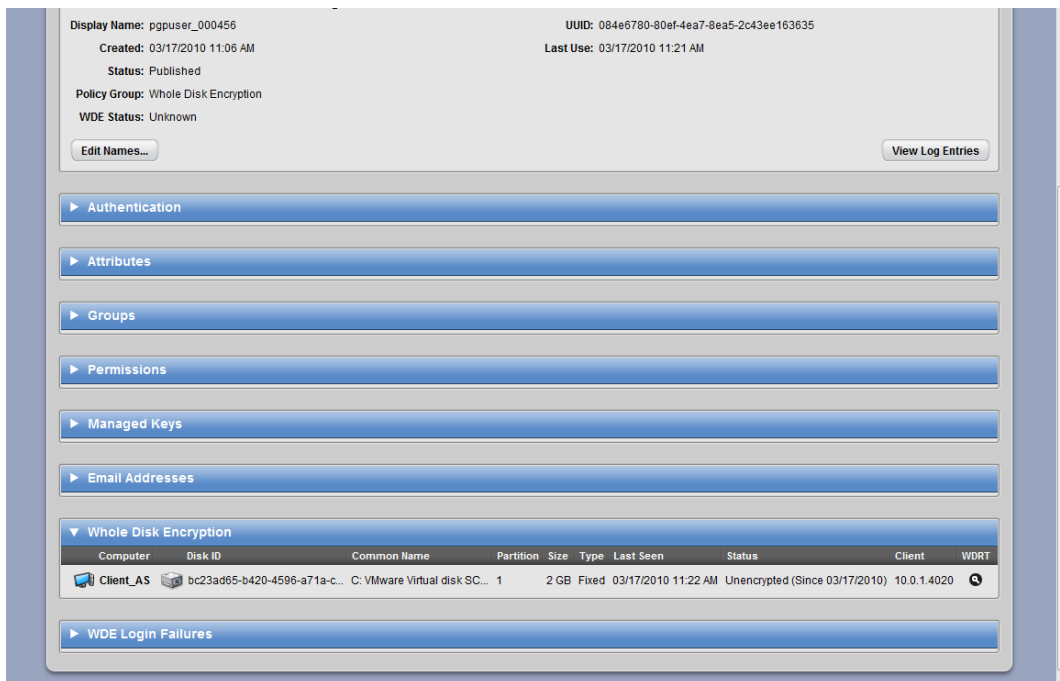 Display Name: pgpuser_000456 UUID: 084e6780-80ef-4ea7-8ea5-2c43ee163635
Created: 03/17/2010 11:06 AM Last Use: 03/17/2010 11:21 AM
Status: Published
Policy Group: Whole Disk Encryption
WDE Status: Unknown
Edit Names... View Log Entries
Authentication
Attributes
Groups
Permissions
Managed Keys
Email Addresses
Whole Disk Encryption
Computer Disk ID Common Name Partition Size Type Last Seen Status Client WDRT
Client_AS bc23ad65-b420-4596-a71a-c... C: VMware Virtual disk SC... 1 2 GB Fixed 03/17/2010 11:22 AM Unencrypted (Since 03/17/2010) 10.0.1.4020
WDE Login Failures